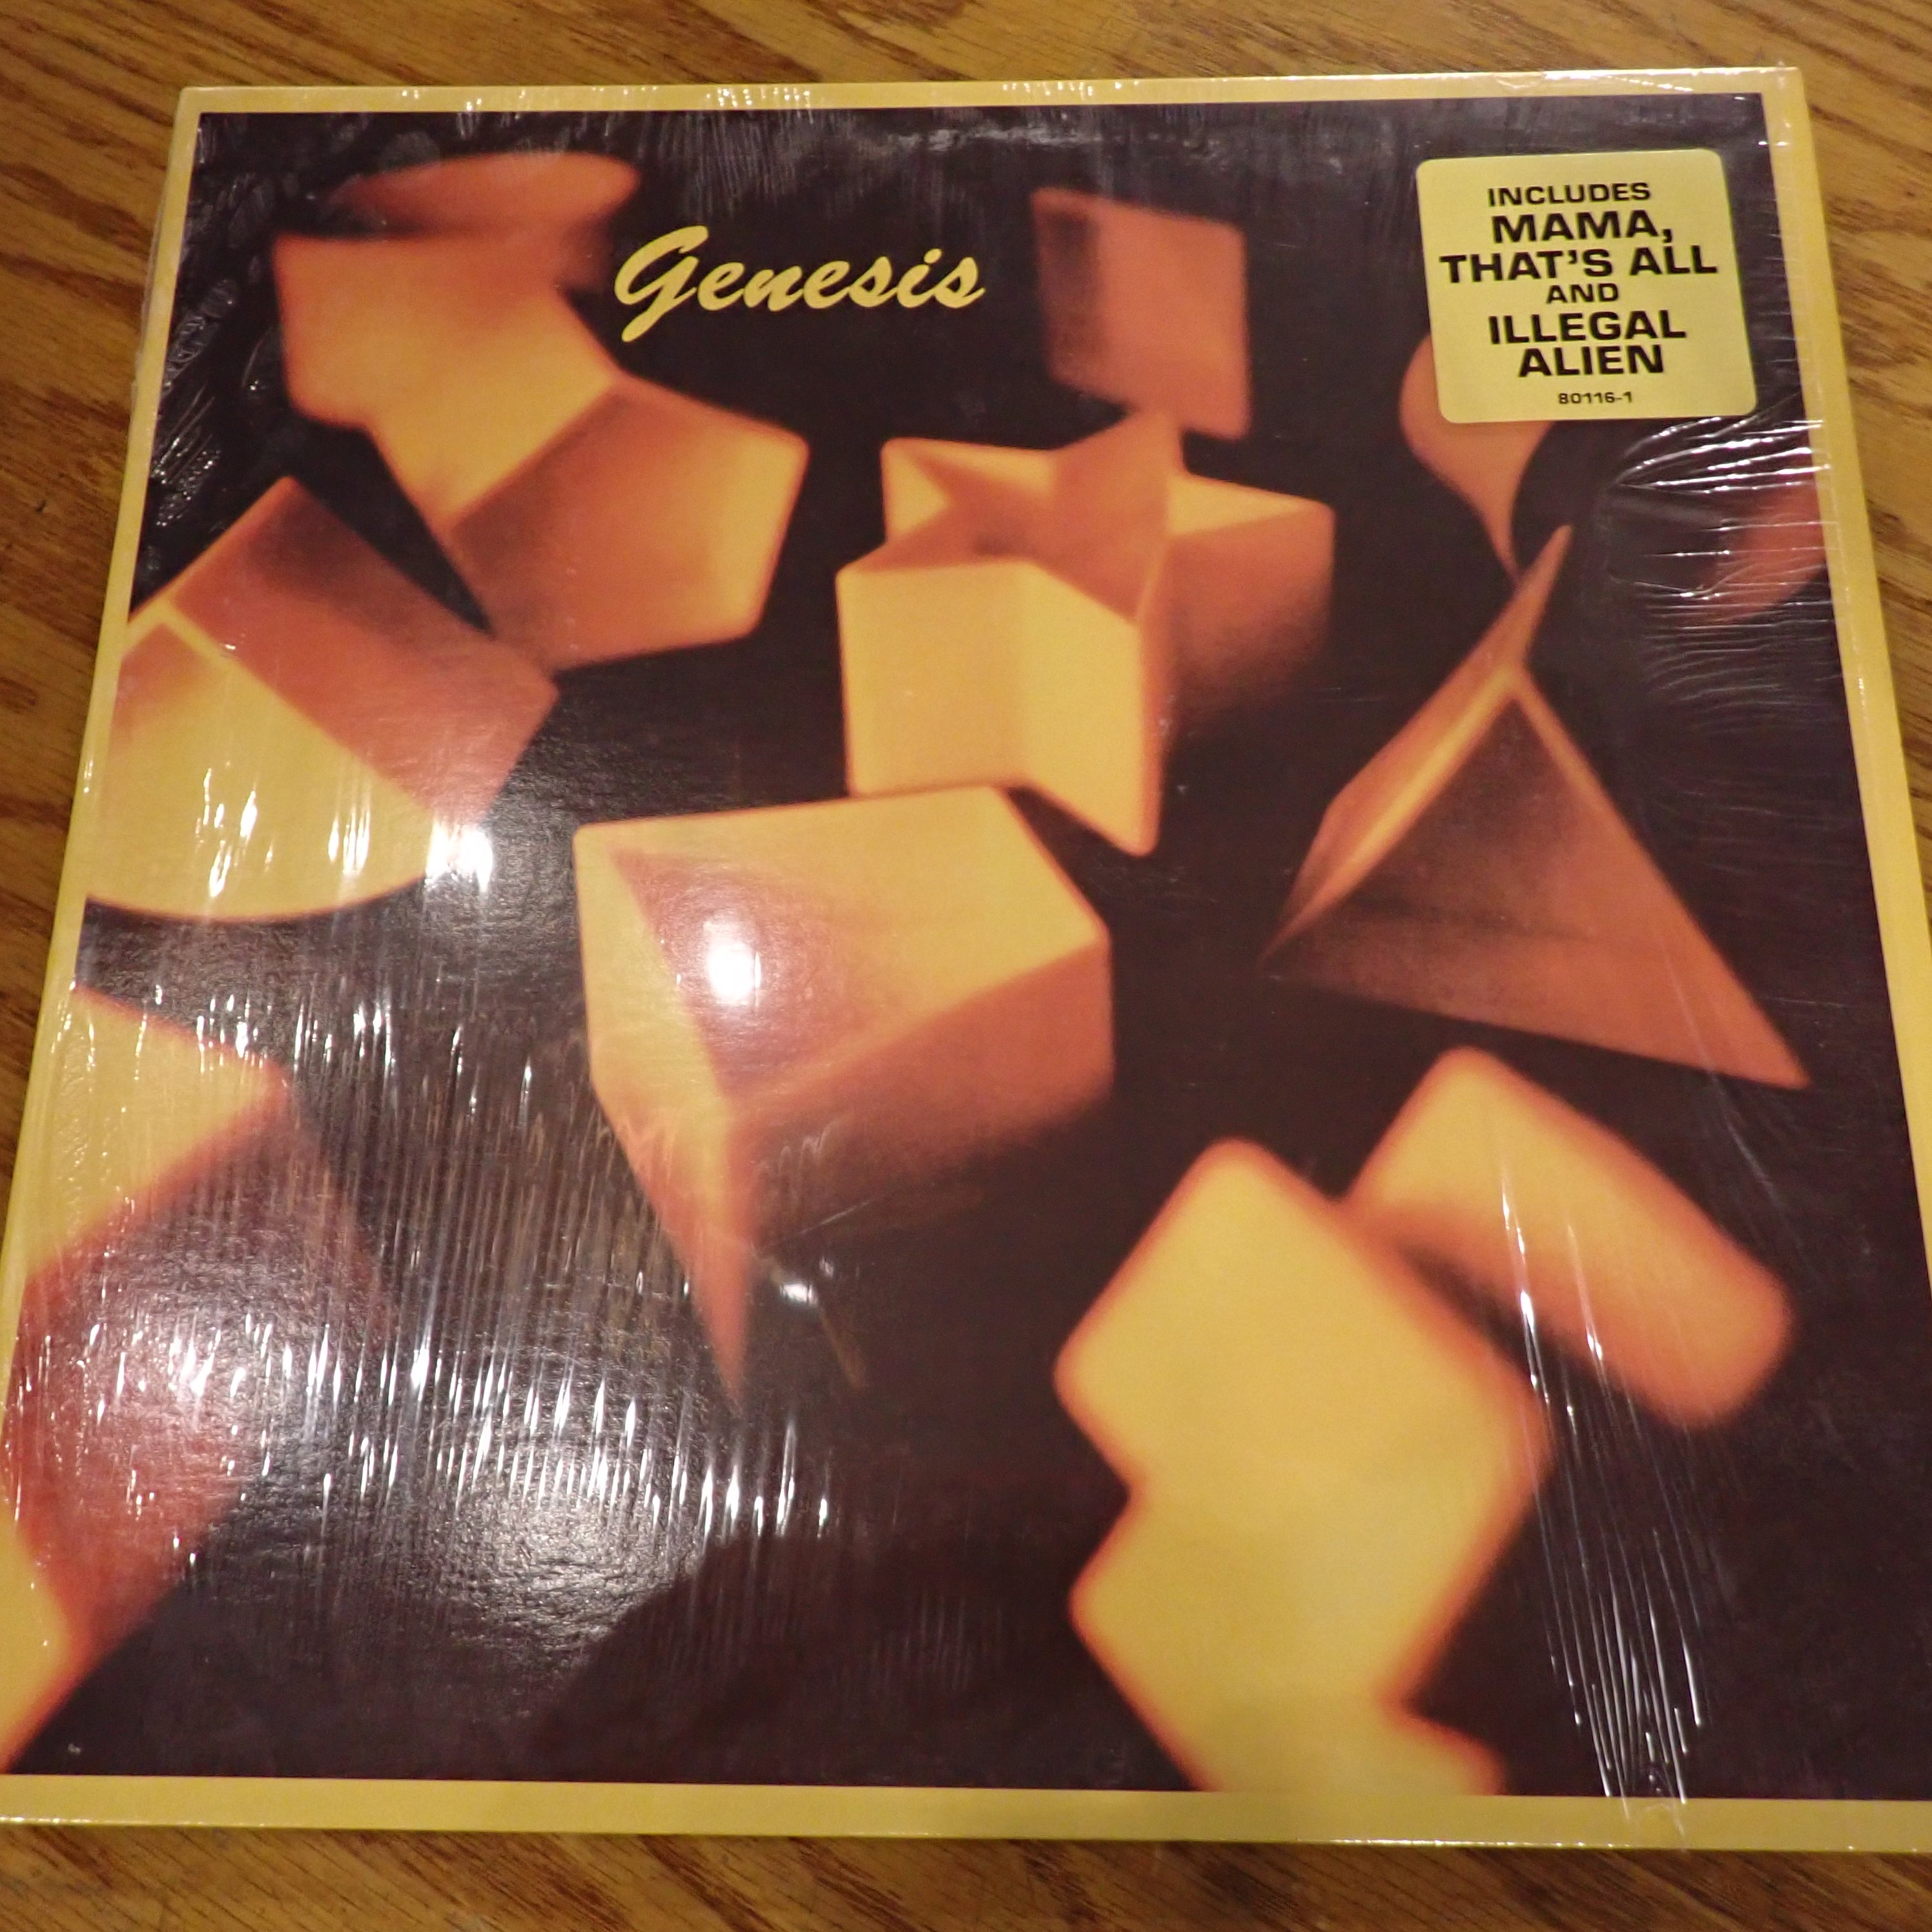 Genesis
INCLUDES
MAMA,
THAT'S ALL
AND
ILLEGAL
ALIEN
80116-1